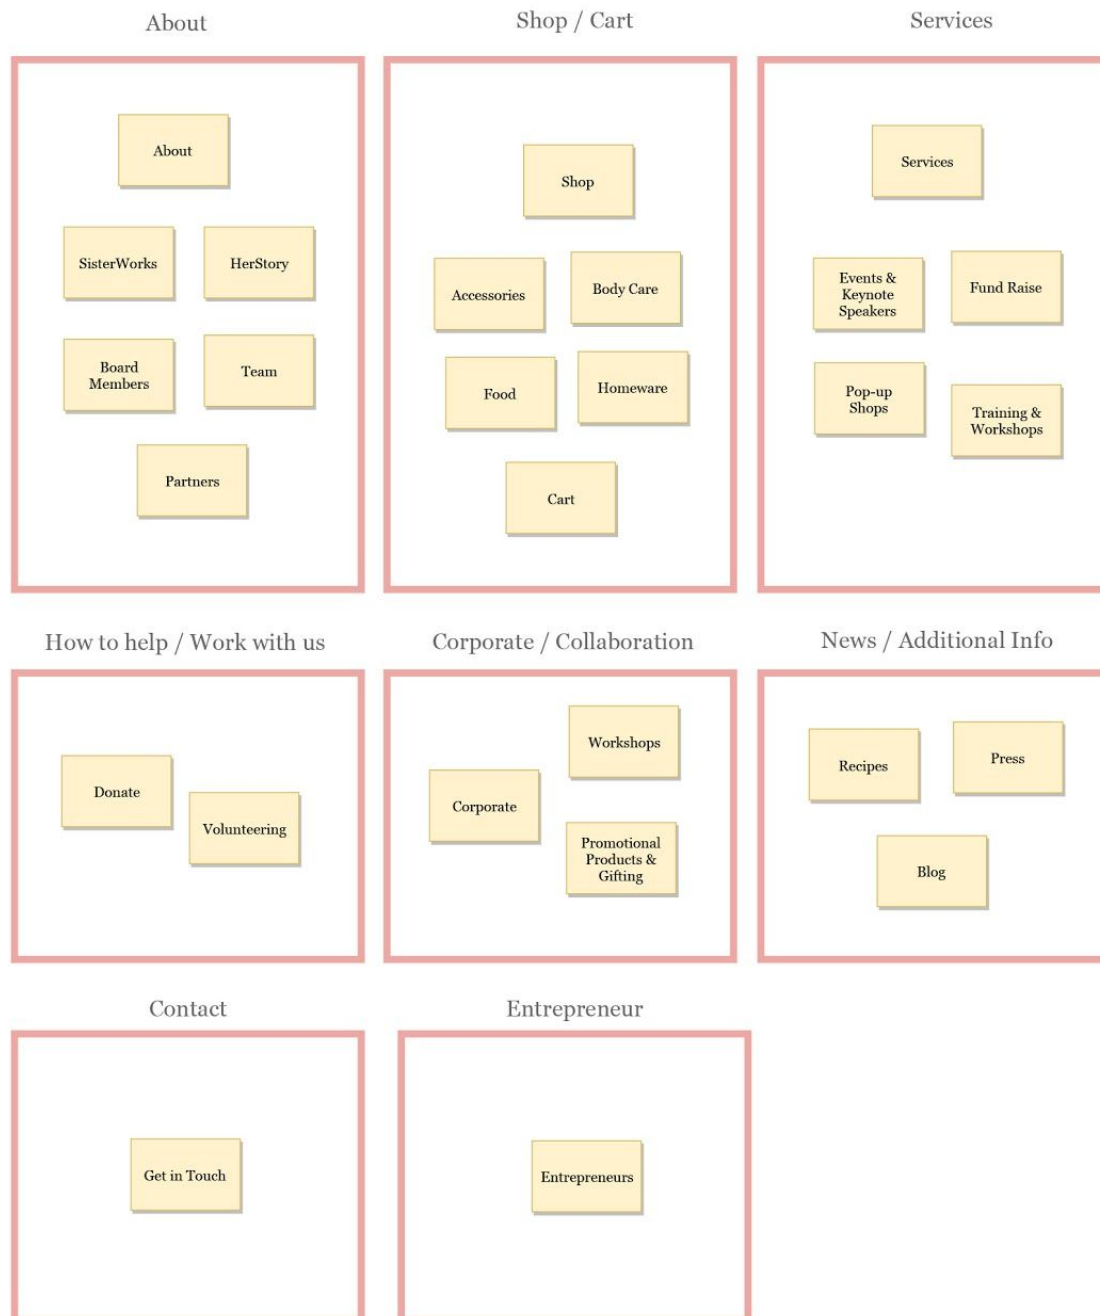 About
About
SisterWorks
HerStory
Board
Members
Team
Partners
Shop / Cart
Shop
Accessories
Body Care
Food
Homeware
Cart
Services
Services
Events &
Keynote
Speakers
Fund Raise
Pop-up
Shops
Training &
Workshops
How to help / Work with us
Donate
Volunteering
Corporate / Collaboration
Workshops
Corporate
Promotional
Products &
Gifting
News / Additional Info
Recipes
Press
Blog
Contact
Get in Touch
Entrepreneur
Entrepreneurs